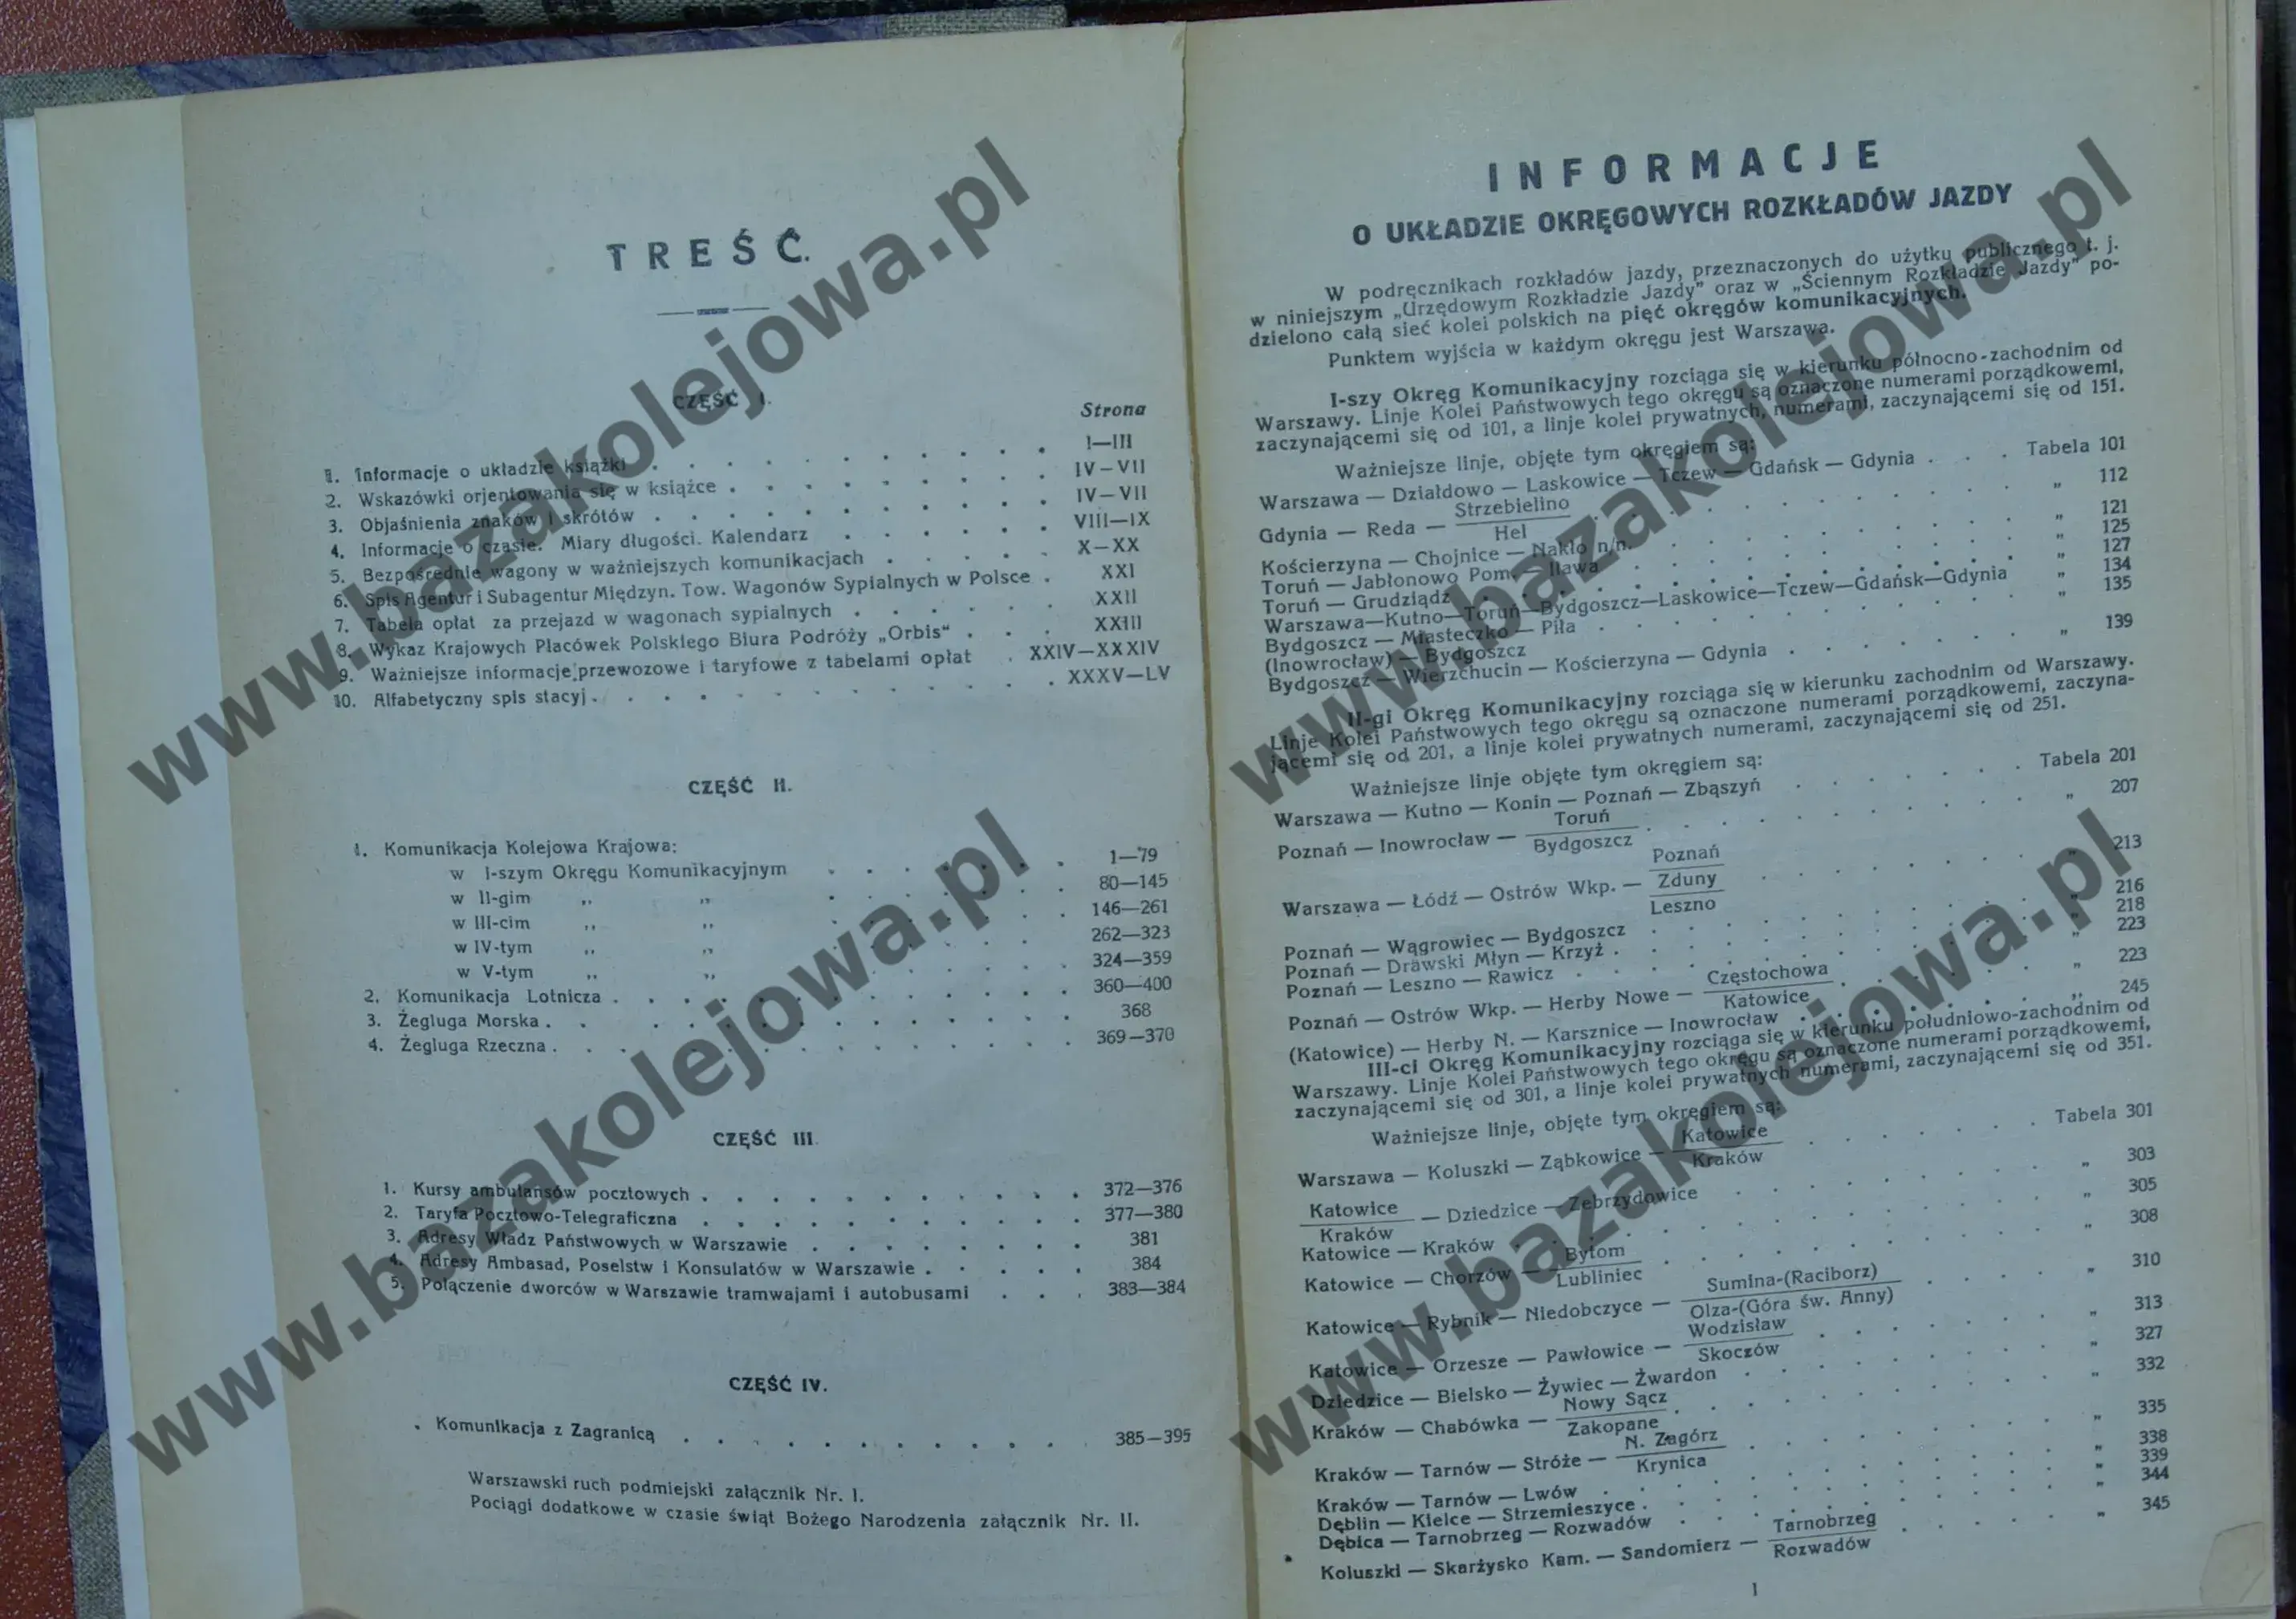 TREŚĆ.
CZĘŚĆ I.
Strona
1. Informacje o układzie książki I—III
2. Wskazówki orjentowania się w książce IV—VII
3. Objaśnienia znaków i skrótów IV—VII
4. Informacje o czasie. Miary długości. Kalendarz VIII—IX
5. Bezpośrednie wagony w ważniejszych komunikacjach X—XX
6. Spis Agentur i Subagentur Międzyn. Tow. Wagonów Sypialnych w Polsce XXI
7. Tabela opłat za przejazd w wagonach sypialnych XXII
8. Wykaz Krajowych Placówek Polskiego Biura Podróży „Orbis“ XXIII
9. Ważniejsze informacje przewozowe i taryfowe z tabelami opłat XXIV—XXXIV
10. Alfabetyczny spis stacyj XXXV—LV
CZĘŚĆ II.
1. Komunikacja Kolejowa Krajowa:
w I-szym Okręgu Komunikacyjnym 1—79
w II-gim „ „ 80—145
w III-cim „ „ 146—261
w IV-tym „ „ 262—323
w V-tym „ „ 324—359
2. Komunikacja Lotnicza 360—400
3. Żegluga Morska 368
4. Żegluga Rzeczna 369—370
CZĘŚĆ III.
1. Kursy ambulansów pocztowych 372—376
2. Taryfa Pocztowo-Telegraficzna 377—380
3. Adresy Władz Państwowych w Warszawie 381
4. Adresy Ambasad, Poselstw i Konsulatów w Warszawie 384
5. Połączenie dworców w Warszawie tramwajami i autobusami 383—384
CZĘŚĆ IV.
. Komunikacja z Zagranicą 385—395
Warszawski ruch podmiejski załącznik Nr. I.
Pociągi dodatkowe w czasie świąt Bożego Narodzenia załącznik Nr. II.
INFORMACJE
O UKŁADZIE OKRĘGOWYCH ROZKŁADÓW JAZDY
W podręcznikach rozkładów jazdy, przeznaczonych do użytku publicznego t. j.
w niniejszym „Urzędowym Rozkładzie Jazdy” oraz w „Ściennym Rozkładzie Jazdy” po-
dzielono całą sieć kolei polskich na pięć okręgów komunikacyjnych.
Punktem wyjścia w każdym okręgu jest Warszawa.
I-szy Okręg Komunikacyjny rozciąga się w kierunku północno-zachodnim od
Warszawy. Linje Kolei Państwowych tego okręgu są oznaczone numerami porządkowemi,
zaczynającemi się od 101, a linje kolei prywatnych, numerami, zaczynającemi się od 151.
Ważniejsze linje, objęte tym okręgiem są:
Warszawa — Działdowo — Laskowice — Tczew — Gdańsk — Gdynia Tabela 101
Gdynia — Reda — Strzebielino / Hel „ 112
Kościerzyna — Chojnice — Nakło n/n. „ 121
Toruń — Jabłonowo Pom. — Iława „ 125
Toruń — Grudziądz „ 127
Warszawa—Kutno—Toruń—Bydgoszcz—Laskowice—Tczew—Gdańsk—Gdynia „ 134
Bydgoszcz — Miasteczko — Piła „ 135
(Inowrocław) — Bydgoszcz
Bydgoszcz — Wierzchucin — Kościerzyna — Gdynia „ 139
II-gi Okręg Komunikacyjny rozciąga się w kierunku zachodnim od Warszawy.
Linje Kolei Państwowych tego okręgu są oznaczone numerami porządkowemi, zaczyna-
jącemi się od 201, a linje kolei prywatnych numerami, zaczynającemi się od 251.
Ważniejsze linje objęte tym okręgiem są:
Warszawa — Kutno — Konin — Poznań — Zbąszyń Tabela 201
Poznań — Inowrocław — Toruń / Bydgoszcz „ 207
Warszawa — Łódź — Ostrów Wkp. — Poznań / Zduny / Leszno „ 213
Poznań — Wągrowiec — Bydgoszcz „ 216
Poznań — Drawski Młyn — Krzyż „ 218
Poznań — Leszno — Rawicz „ 223
Poznań — Ostrów Wkp. — Herby Nowe — Częstochowa / Katowice „ 223
(Katowice) — Herby N. — Karsznice — Inowrocław „ 245
III-ci Okręg Komunikacyjny rozciąga się w kierunku południowo-zachodnim od
Warszawy. Linje Kolei Państwowych tego okręgu są oznaczone numerami porządkowemi,
zaczynającemi się od 301, a linje kolei prywatnych numerami, zaczynającemi się od 351.
Ważniejsze linje, objęte tym okręgiem są:
Warszawa — Koluszki — Ząbkowice — Katowice / Kraków Tabela 301
Katowice / Kraków — Dziedzice — Zebrzydowice „ 303
Katowice — Kraków „ 305
Katowice — Chorzów — Bytom / Lubliniec „ 308
Katowice — Rybnik — Niedobczyce — Sumina-(Raciborz) / Olza-(Góra św. Anny) „ 310
Katowice — Orzesze — Pawłowice — Wodzisław / Skoczów „ 313
Dziedzice — Bielsko — Żywiec — Żwardon „ 327
Kraków — Chabówka — Nowy Sącz / Zakopane „ 332
Kraków — Tarnów — Stróże — N. Zagórz / Krynica „ 335
Kraków — Tarnów — Lwów „ 338
Dęblin — Kielce — Strzemieszyce „ 339
Dębica — Tarnobrzeg — Rozwadów „ 344
Koluszki — Skarżysko Kam. — Sandomierz — Tarnobrzeg / Rozwadów „ 345
I
www.bazakolejowa.pl
www.bazakolejowa.pl
www.bazakolejowa.pl
www.bazakolejowa.pl